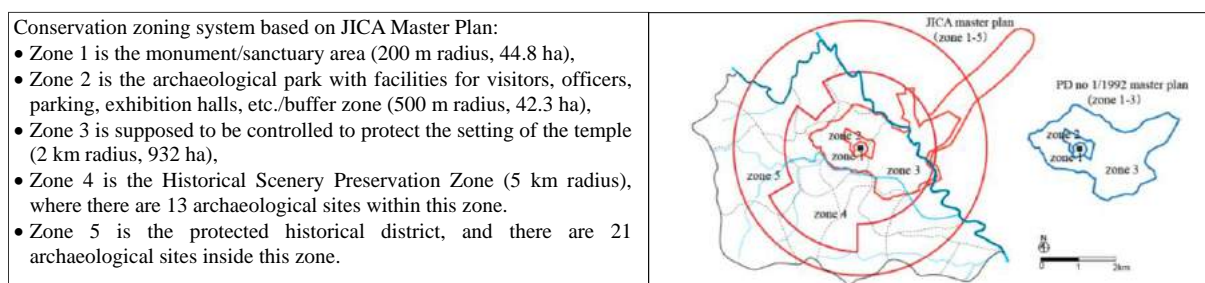 Conservation zoning system based on JICA Master Plan:
• Zone 1 is the monument/sanctuary area (200 m radius, 44.8 ha),
• Zone 2 is the archaeological park with facilities for visitors, officers,
parking, exhibition halls, etc./buffer zone (500 m radius, 42.3 ha),
• Zone 3 is supposed to be controlled to protect the setting of the temple
(2 km radius, 932 ha),
• Zone 4 is the Historical Scenery Preservation Zone (5 km radius),
where there are 13 archaeological sites within this zone.
• Zone 5 is the protected historical district, and there are 21
archaeological sites inside this zone.
JICA master plan
(zone 1-5)
PD no 1/1992 master plan
(zone 1-3)
zone 2
zone 1
zone 3
zone 5
zone 4
zone 2
zone 1
zone 3
N
0 1 2km